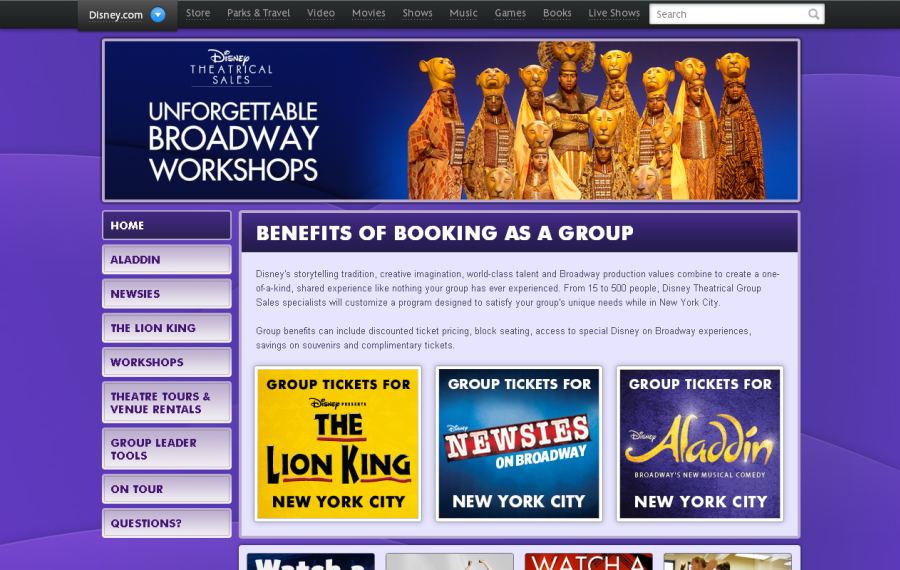 Disney.com
Store Parks & Travel Video Movies Shows Music Games Books Live Shows
Search
Disney
THEATRICAL
SALES
UNFORGETTABLE
BROADWAY
WORKSHOPS
HOME
ALADDIN
NEWSIES
THE LION KING
WORKSHOPS
THEATRE TOURS &
VENUE RENTALS
GROUP LEADER
TOOLS
ON TOUR
QUESTIONS?
BENEFITS OF BOOKING AS A GROUP
Disney's storytelling tradition, creative imagination, world-class talent and Broadway production values combine to create a one-
of-a-kind, shared experience like nothing your group has ever experienced. From 15 to 500 people, Disney Theatrical Group
Sales specialists will customize a program designed to satisfy your group's unique needs while in New York City.
Group benefits can include discounted ticket pricing, block seating, access to special Disney on Broadway experiences,
savings on souvenirs and complimentary tickets.
GROUP TICKETS FOR
Disney PRESENTS
THE
LION KING
NEW YORK CITY
GROUP TICKETS FOR
Disney
NEWSIES
ON BROADWAY
NEW YORK CITY
GROUP TICKETS FOR
Disney
Aladdin
BROADWAY'S NEW MUSICAL COMEDY
NEW YORK CITY
Watch a
WATCH A